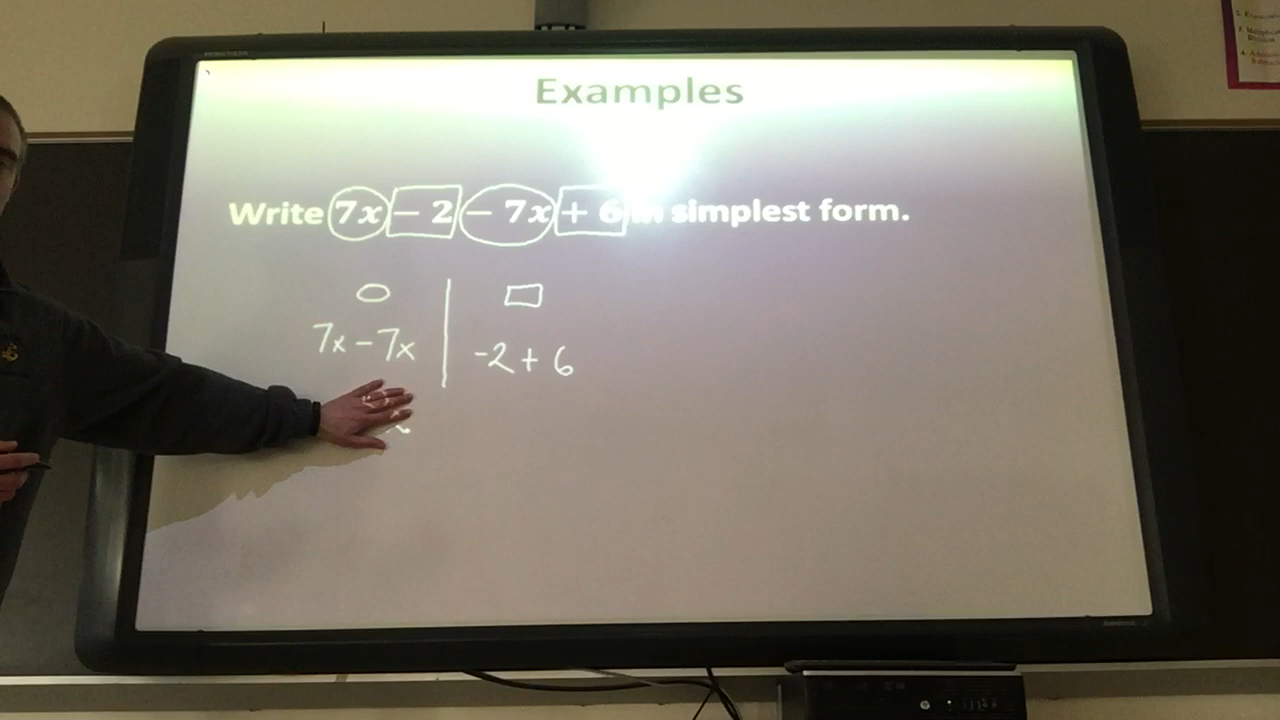 Examples
Write 7x − 2 − 7x + 6 in simplest form.
7x − 7x
-2 + 6